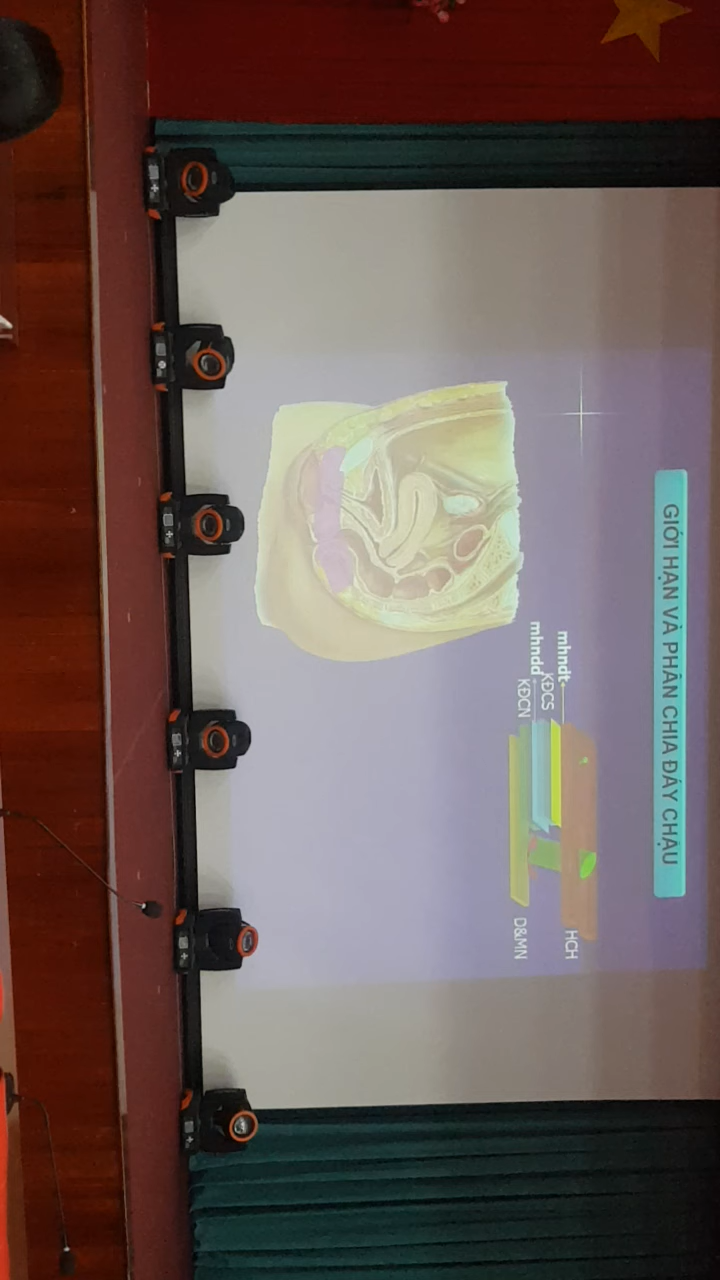 GIỚI HẠN VÀ PHÂN CHIA ĐÁY CHẬU
mhndt
KĐCS
mhndd
KĐCN
HCH
D&MN